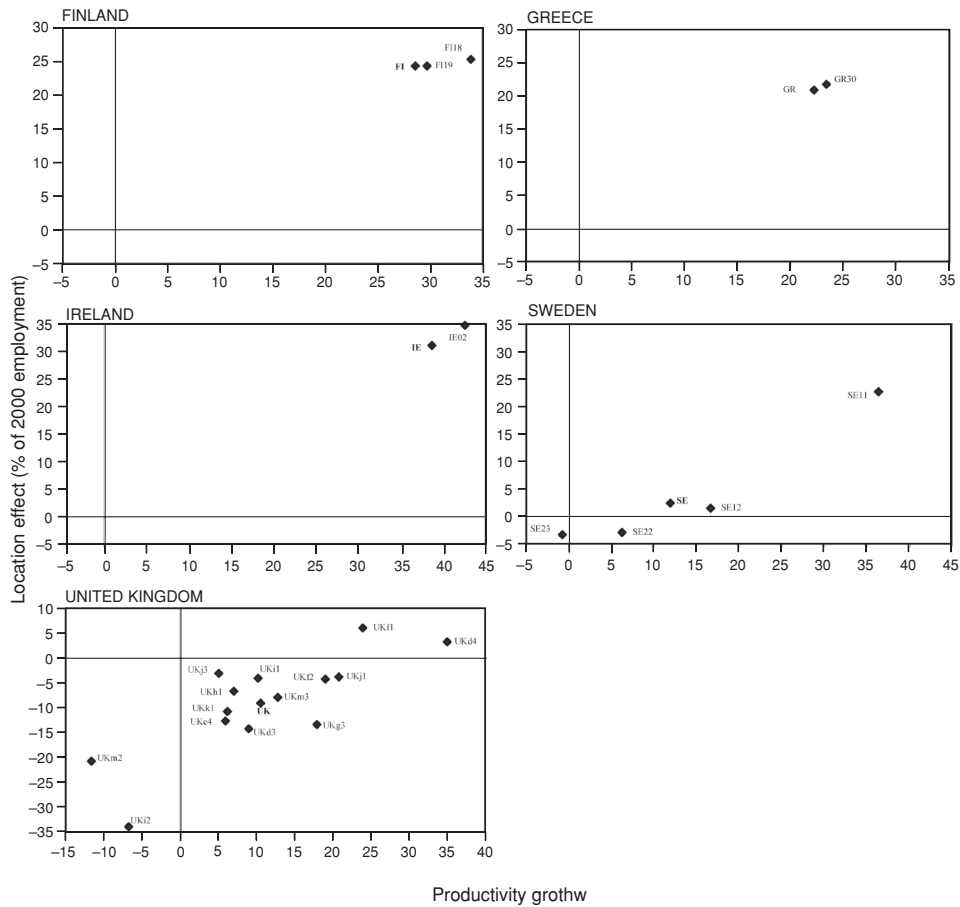 FINLAND
30
25
20
15
10
5
0
–5
–5 0 5 10 15 20 25 30 35
FI18
FI FI19
GREECE
30
25
20
15
10
5
0
–5
–5 0 5 10 15 20 25 30 35
GR30
GR
Location effect (% of 2000 employment)
IRELAND
35
30
25
20
15
10
5
0
–5
–5 0 5 10 15 20 25 30 35 40 45
IE02
IE
SWEDEN
35
30
25
20
15
10
5
0
–5
–5 0 5 10 15 20 25 30 35 40 45
SE11
SE
SE12
SE23
SE22
UNITED KINGDOM
10
5
0
–5
–10
–15
–20
–25
–30
–35
–15 –10 –5 0 5 10 15 20 25 30 35 40
UKf1
UKd4
UKj3 UKi1 UKf2 UKj1
UKh1
UKm3
UKk1 UK
UKe4
UKd3
UKg3
UKm2
UKi2
Productivity grothw